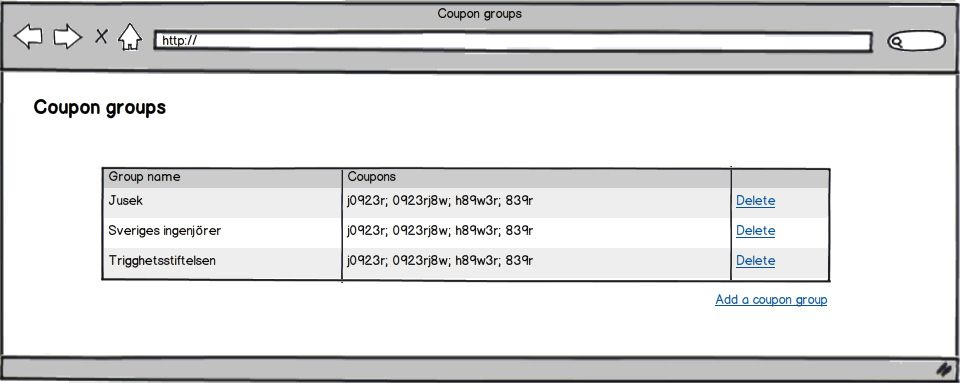 Coupon groups
http://
Coupon groups
Group name Coupons
Jusek j0923r; 0923rj8w; h89w3r; 839r Delete
Sveriges ingenjörer j0923r; 0923rj8w; h89w3r; 839r Delete
Trigghetsstiftelsen j0923r; 0923rj8w; h89w3r; 839r Delete
Add a coupon group